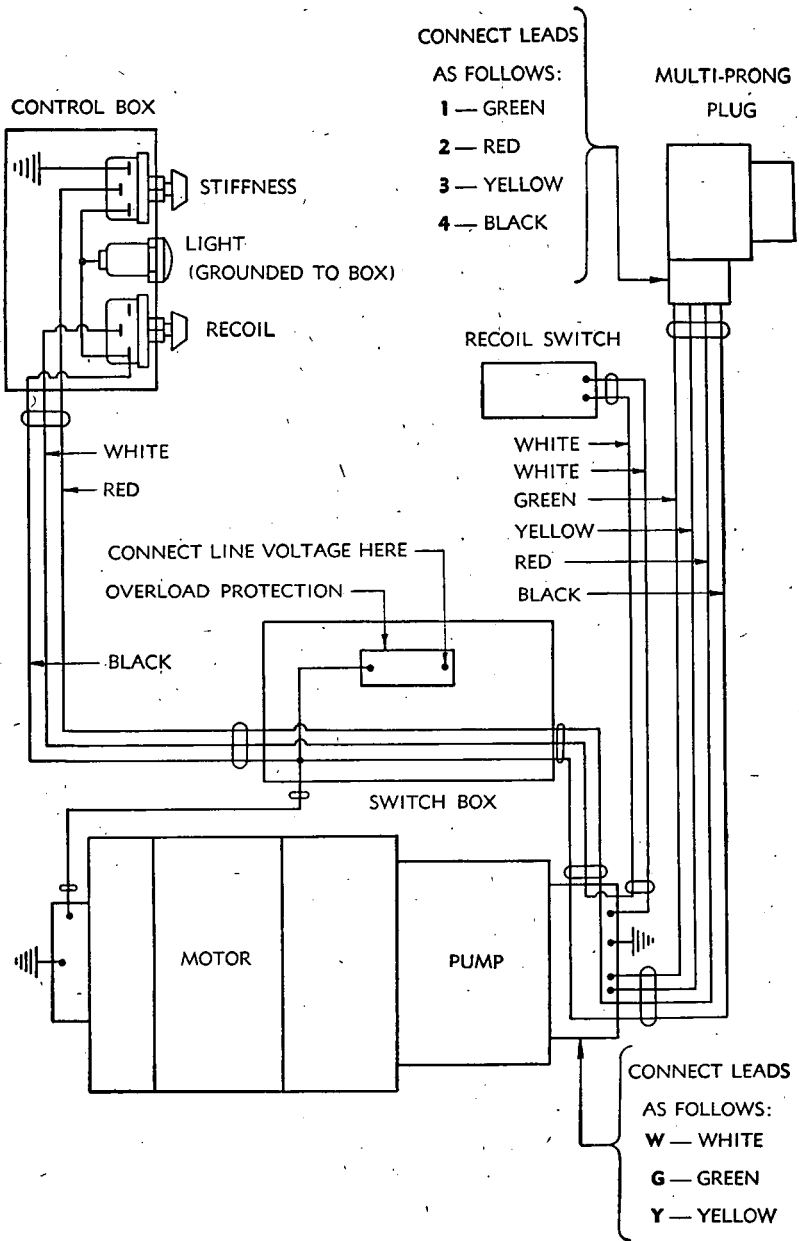 CONNECT LEADS
AS FOLLOWS:
1 — GREEN
2 — RED
3 — YELLOW
4 — BLACK
MULTI-PRONG
PLUG
CONTROL BOX
STIFFNESS
LIGHT
(GROUNDED TO BOX)
RECOIL
RECOIL SWITCH
WHITE
RED
WHITE
WHITE
GREEN
YELLOW
RED
BLACK
CONNECT LINE VOLTAGE HERE
OVERLOAD PROTECTION
BLACK
SWITCH BOX
MOTOR
PUMP
CONNECT LEADS
AS FOLLOWS:
W — WHITE
G — GREEN
Y — YELLOW